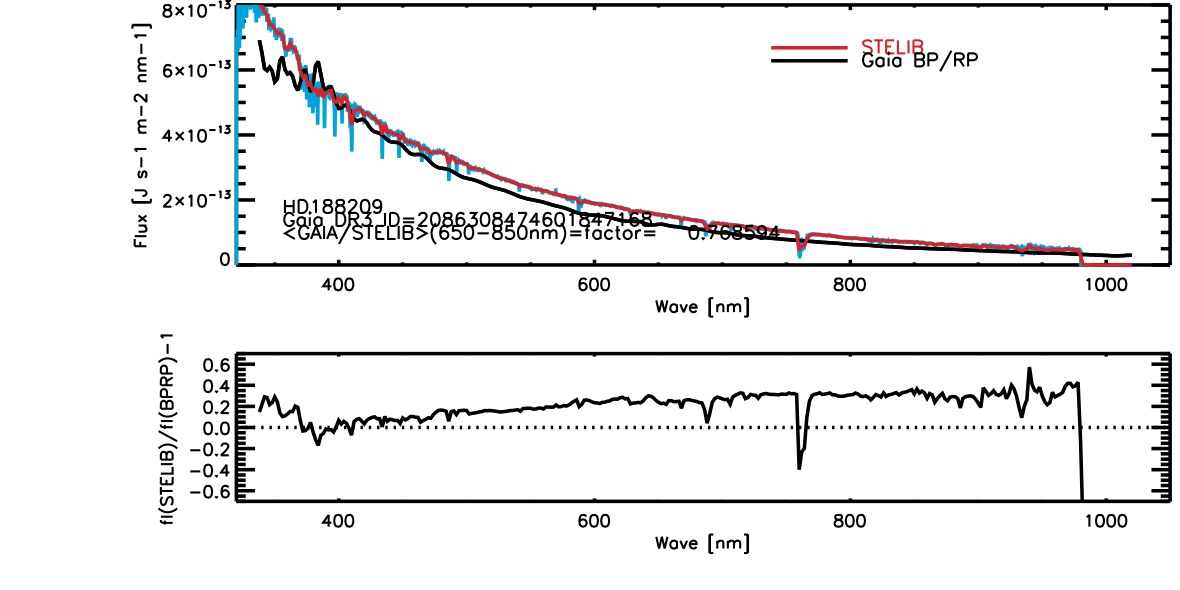 8×10−13
6×10−13
4×10−13
2×10−13
0
Flux [J s−1 m−2 nm−1]
STELIB
Gaia BP/RP
HD188209
Gaia DR3 ID=2086308474601847168
<GAIA/STELIB>(650−850nm)=factor= 0.768594
400 600 800 1000
Wave [nm]
fl(STELIB)/fl(BPRP)−1
0.6
0.4
0.2
0.0
−0.2
−0.4
−0.6
400 600 800 1000
Wave [nm]